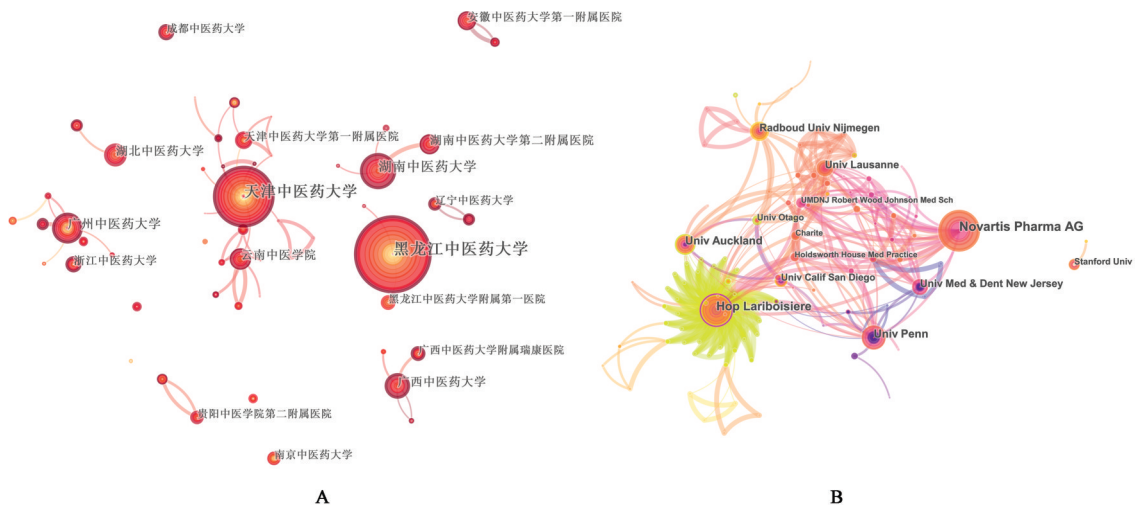 成都中医药大学
安徽中医药大学第一附属医院
天津中医药大学第一附属医院
湖南中医药大学第二附属医院
湖北中医药大学
湖南中医药大学
天津中医药大学
辽宁中医药大学
广州中医药大学
黑龙江中医药大学
云南中医学院
浙江中医药大学
黑龙江中医药大学附属第一医院
广西中医药大学附属瑞康医院
广西中医药大学
贵阳中医学院第二附属医院
南京中医药大学
A
Radboud Univ Nijmegen
Univ Lausanne
UMDNJ Robert Wood Johnson Med Sch
Univ Otago
Novartis Pharma AG
Charite
Univ Auckland
Holdsworth House Med Practice
Stanford Univ
Univ Calif San Diego
Univ Med & Dent New Jersey
Hop Lariboisiere
Univ Penn
B